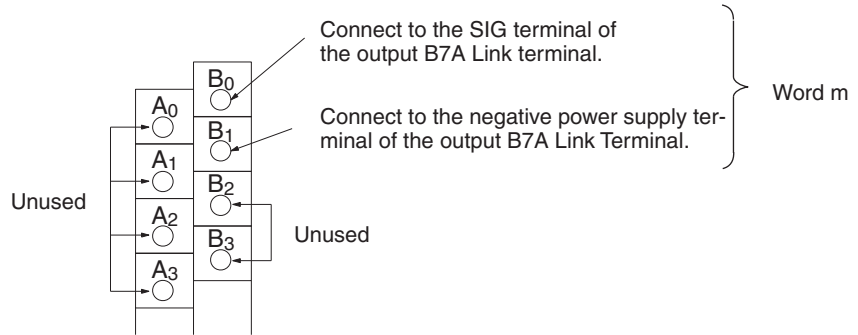 Connect to the SIG terminal of
the output B7A Link terminal.
Word m
B0
A0
Connect to the negative power supply ter-
minal of the output B7A Link Terminal.
B1
A1
B2
Unused
A2
Unused
B3
A3